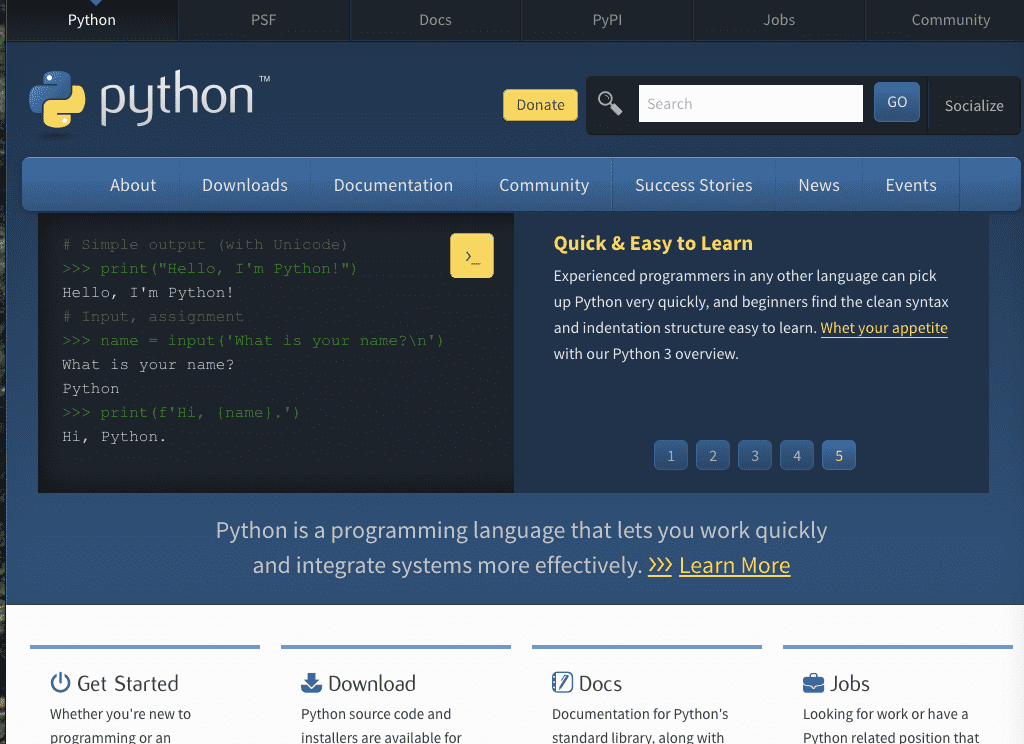 Python PSF Docs PyPI Jobs Community
python™
Donate Search GO Socialize
About Downloads Documentation Community Success Stories News Events
# Simple output (with Unicode)
>>> print("Hello, I'm Python!")
Hello, I'm Python!
# Input, assignment
>>> name = input('What is your name?\n')
What is your name?
Python
>>> print(f'Hi, {name}.')
Hi, Python.
>_
Quick & Easy to Learn
Experienced programmers in any other language can pick
up Python very quickly, and beginners find the clean syntax
and indentation structure easy to learn. Whet your appetite
with our Python 3 overview.
1 2 3 4 5
Python is a programming language that lets you work quickly
and integrate systems more effectively. >>> Learn More
Get Started
Whether you're new to
programming or an
Download
Python source code and
installers are available for
Docs
Documentation for Python's
standard library, along with
Jobs
Looking for work or have a
Python related position that